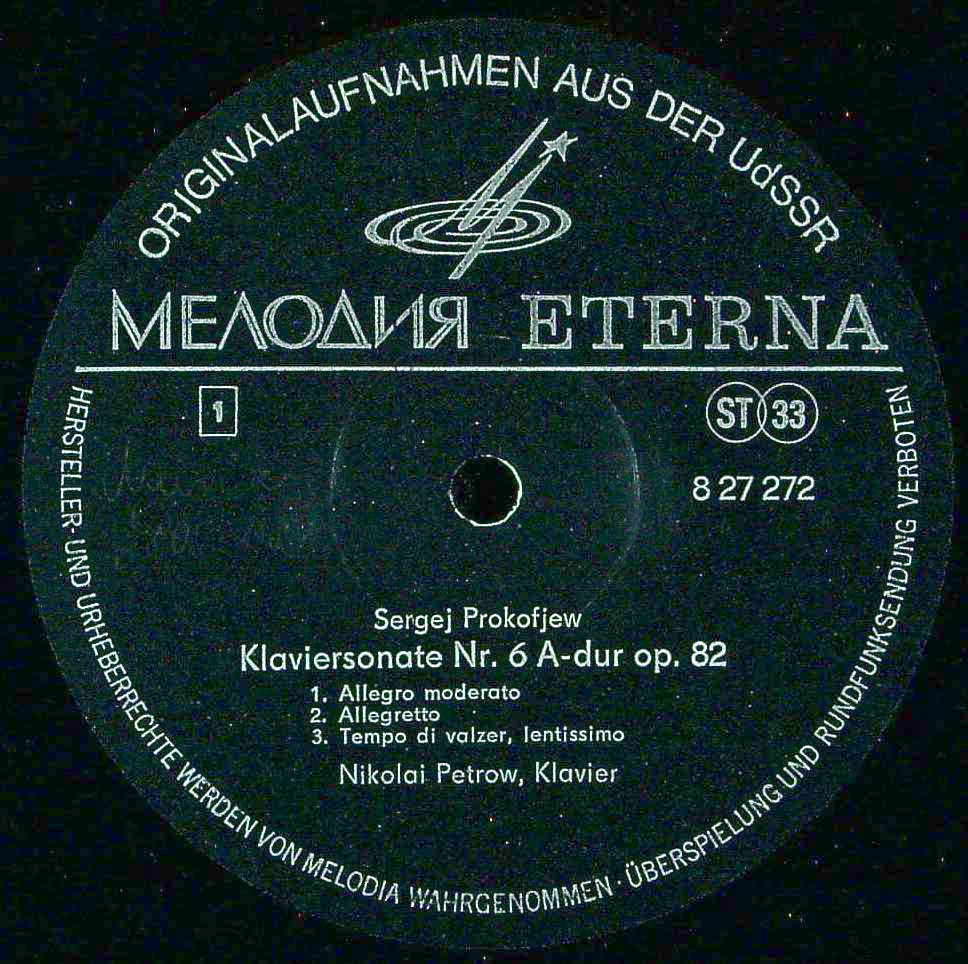 ORIGINALAUFNAHMEN AUS DER UdSSR
МЕЛОДИЯ ETERNA
1
ST 33
8 27 272
Sergej Prokofjew
Klaviersonate Nr. 6 A-dur op. 82
1. Allegro moderato
2. Allegretto
3. Tempo di valzer, lentissimo
Nikolai Petrow, Klavier
HERSTELLER- UND URHEBERRECHTE WERDEN VON MELODIA WAHRGENOMMEN · ÜBERSPIELUNG UND RUNDFUNKSENDUNG VERBOTEN